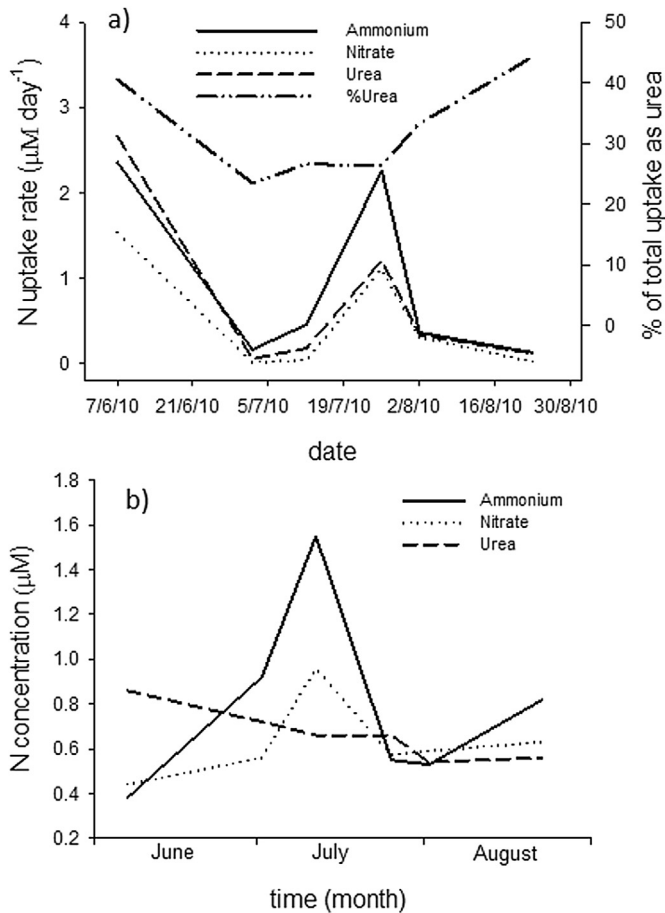 a)
Ammonium
Nitrate
Urea
%Urea
4
3
2
1
0
N uptake rate (µM day⁻¹)
50
40
30
20
10
0
% of total uptake as urea
7/6/10 21/6/10 5/7/10 19/7/10 2/8/10 16/8/10 30/8/10
date
b)
Ammonium
Nitrate
Urea
1.8
1.6
1.4
1.2
1.0
0.8
0.6
0.4
0.2
N concentration (µM)
June July August
time (month)